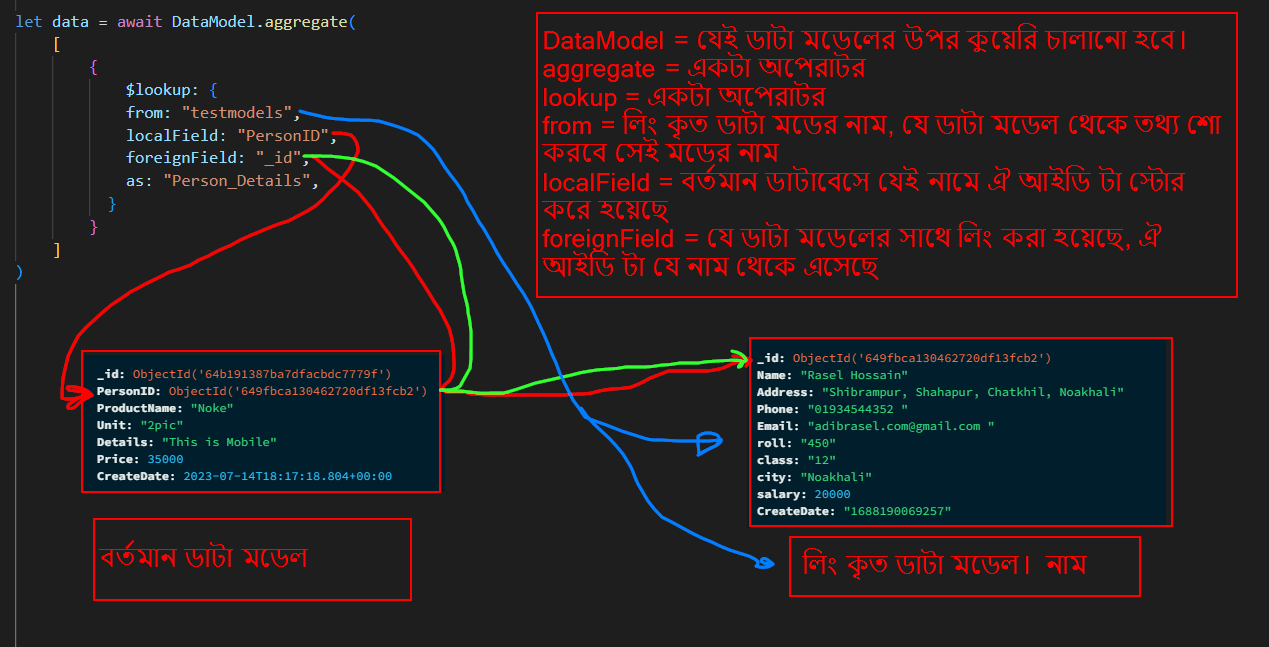 let data = await DataModel.aggregate(
[
{
$lookup: {
from: "testmodels",
localField: "PersonID",
foreignField: "_id",
as: "Person_Details",
}
}
]
)
DataModel = যেই ডাটা মডেলের উপর কুয়েরি চালানো হবে।
aggregate = একটা অপেরাটর
lookup = একটা অপেরাটর
from = লিং কৃত ডাটা মডের নাম, যে ডাটা মডেল থেকে তথ্য শো
করবে সেই মডের নাম
localField = বর্তমান ডাটাবেসে যেই নামে ঐ আইডি টা স্টোর
করে হয়েছে
foreignField = যে ডাটা মডেলের সাথে লিং করা হয়েছে, ঐ
আইডি টা যে নাম থেকে এসেছে
_id: ObjectId('64b191387ba7dfacbdc7779f')
PersonID: ObjectId('649fbca130462720df13fcb2')
ProductName: "Noke"
Unit: "2pic"
Details: "This is Mobile"
Price: 35000
CreateDate: 2023-07-14T18:17:18.804+00:00
বর্তমান ডাটা মডেল
_id: ObjectId('649fbca130462720df13fcb2')
Name: "Rasel Hossain"
Address: "Shibrampur, Shahapur, Chatkhil, Noakhali"
Phone: "01934544352 "
Email: "adibrasel.com@gmail.com "
roll: "450"
class: "12"
city: "Noakhali"
salary: 20000
CreateDate: "1688190069257"
লিং কৃত ডাটা মডেল। নাম